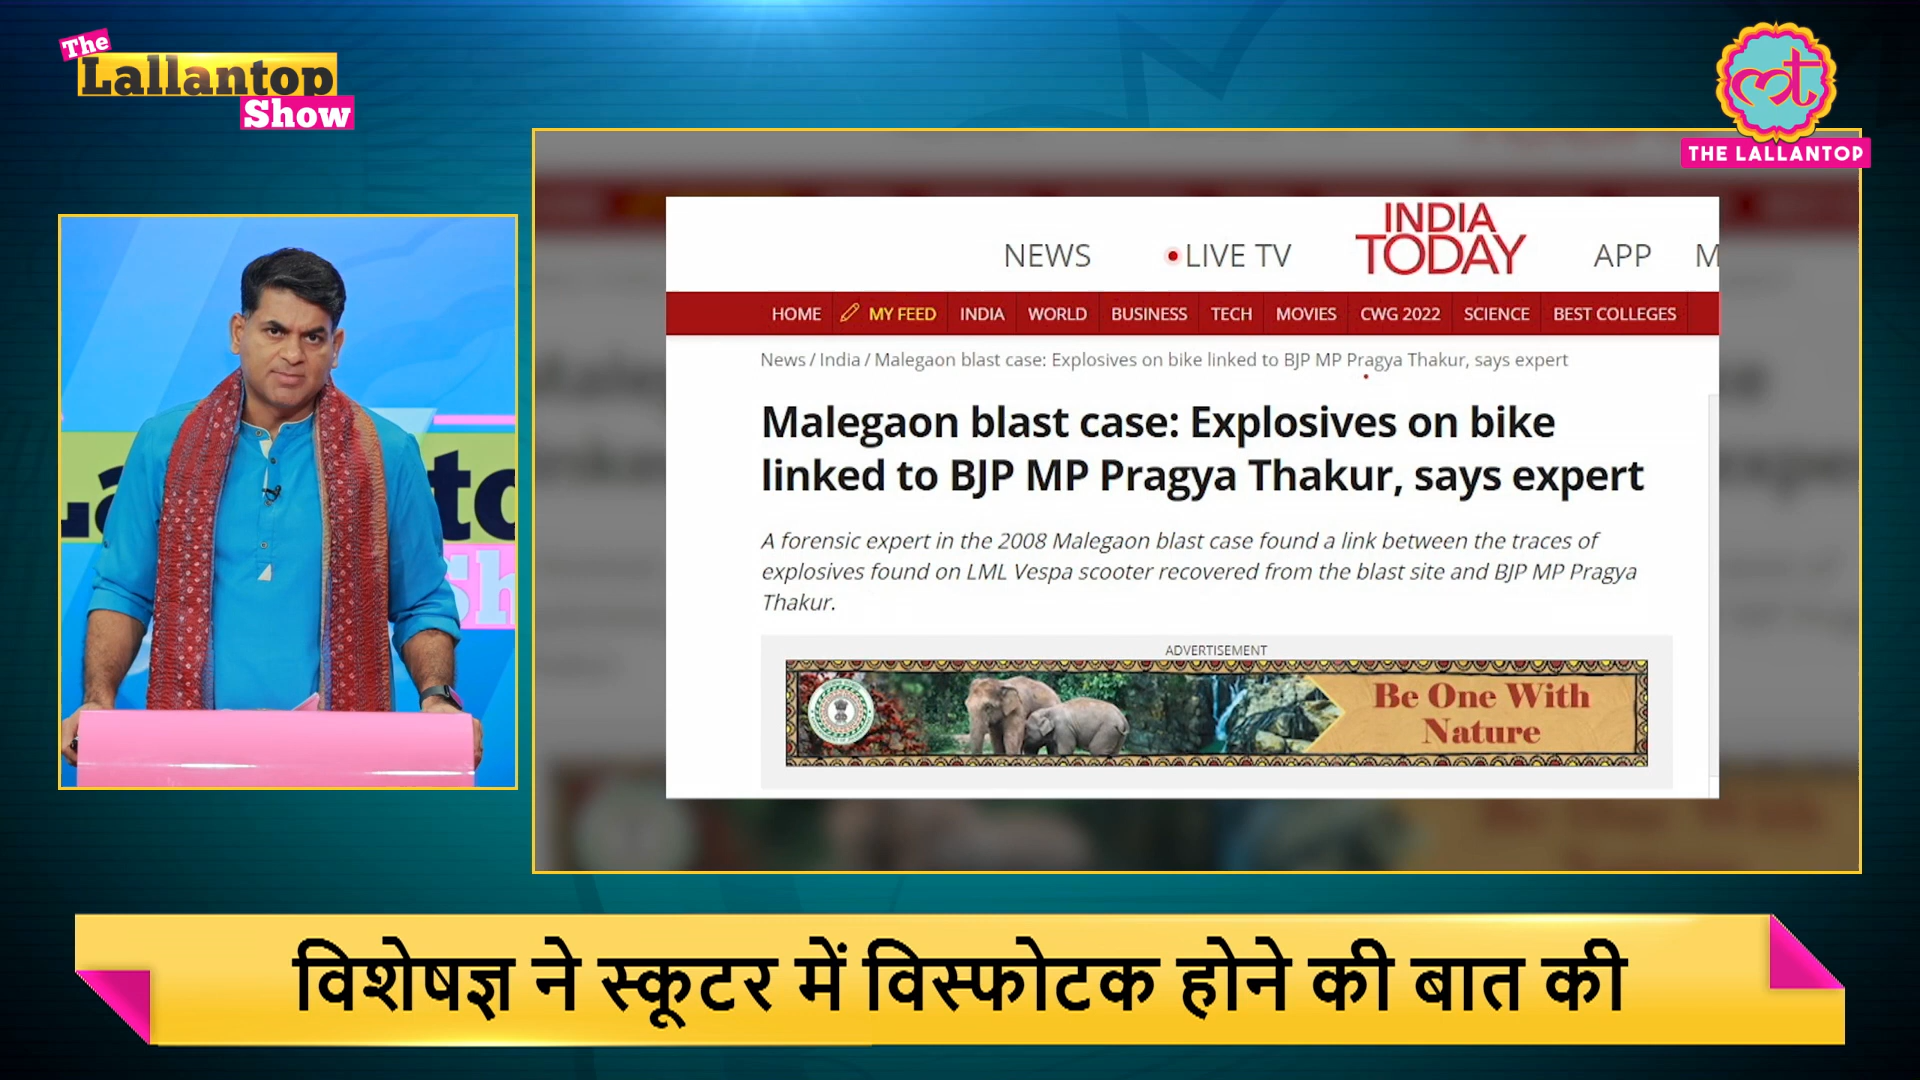 The
Lallantop
Show
THE LALLANTOP
NEWS
LIVE TV
INDIA
TODAY
APP
HOME
MY FEED
INDIA
WORLD
BUSINESS
TECH
MOVIES
CWG 2022
SCIENCE
BEST COLLEGES
News / India / Malegaon blast case: Explosives on bike linked to BJP MP Pragya Thakur, says expert
Malegaon blast case: Explosives on bike
linked to BJP MP Pragya Thakur, says expert
A forensic expert in the 2008 Malegaon blast case found a link between the traces of
explosives found on LML Vespa scooter recovered from the blast site and BJP MP Pragya
Thakur.
ADVERTISEMENT
Be One With
Nature
विशेषज्ञ ने स्कूटर में विस्फोटक होने की बात की